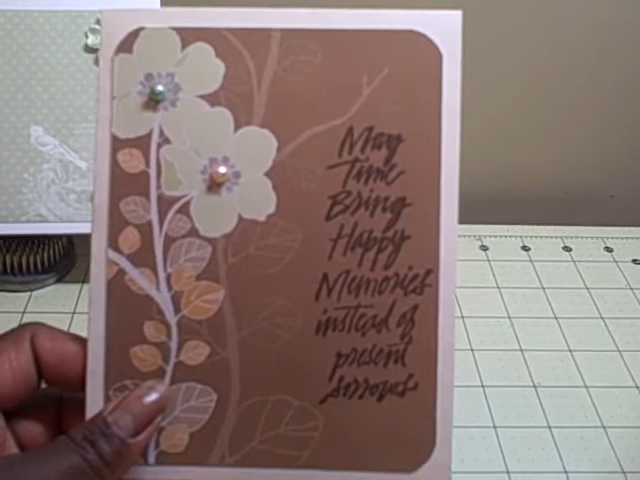 May
Time
Bring
Happy
Memories
instead of
present
sorrows